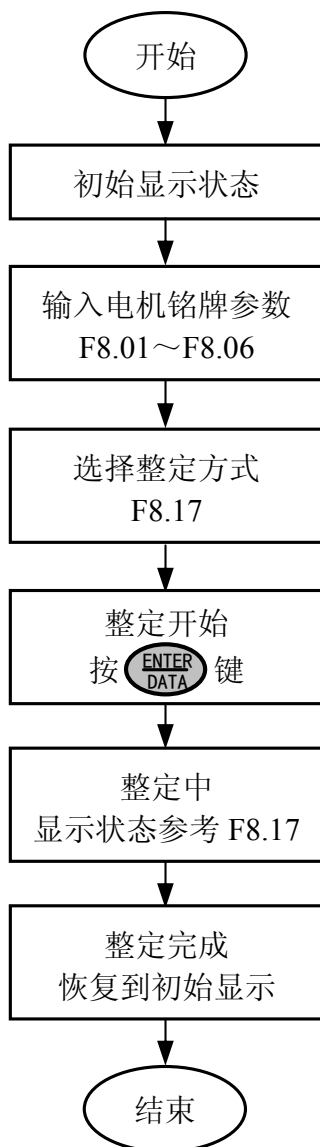 开始
初始显示状态
输入电机铭牌参数
F8.01～F8.06
选择整定方式
F8.17
整定开始
按 ENTER DATA 键
整定中
显示状态参考 F8.17
整定完成
恢复到初始显示
结束